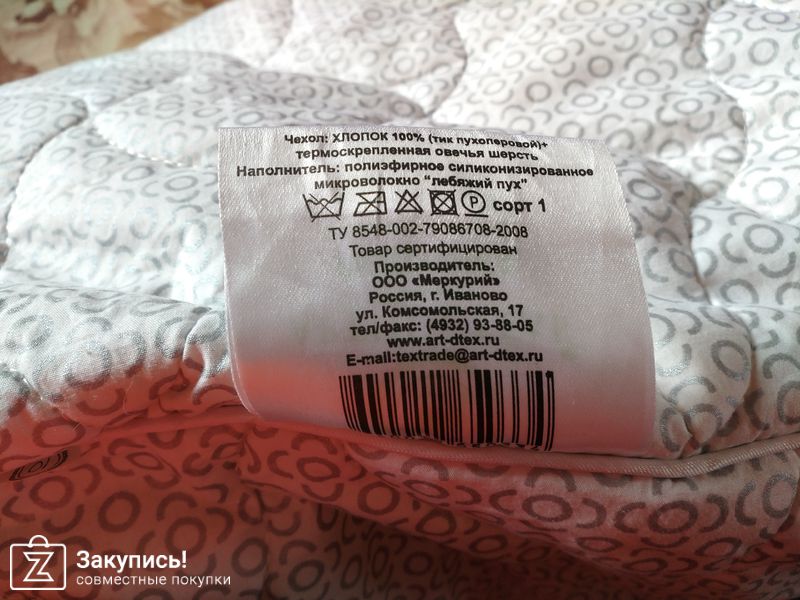 Чехол: ХЛОПОК 100% (тик пухоперовой)+
термоскрепленная овечья шерсть
Наполнитель: полиэфирное силиконизированное
микроволокно "лебяжий пух"
P сорт 1
ТУ 8548-002-79086708-2008
Товар сертифицирован
Производитель:
ООО «Меркурий»
Россия, г. Иваново
ул. Комсомольская, 17
тел/факс: (4932) 93-88-05
www.art-dtex.ru
E-mail:textrade@art-dtex.ru
Закупись!
совместные покупки